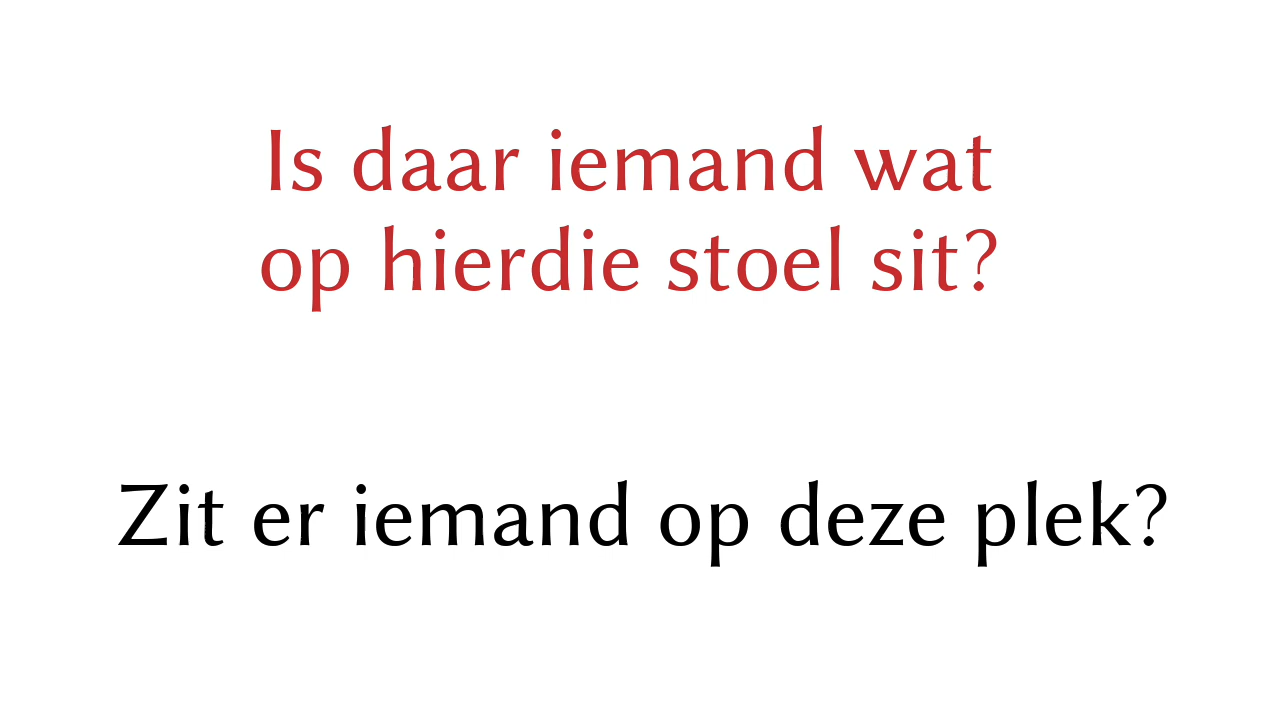 Is daar iemand wat
op hierdie stoel sit?
Zit er iemand op deze plek?